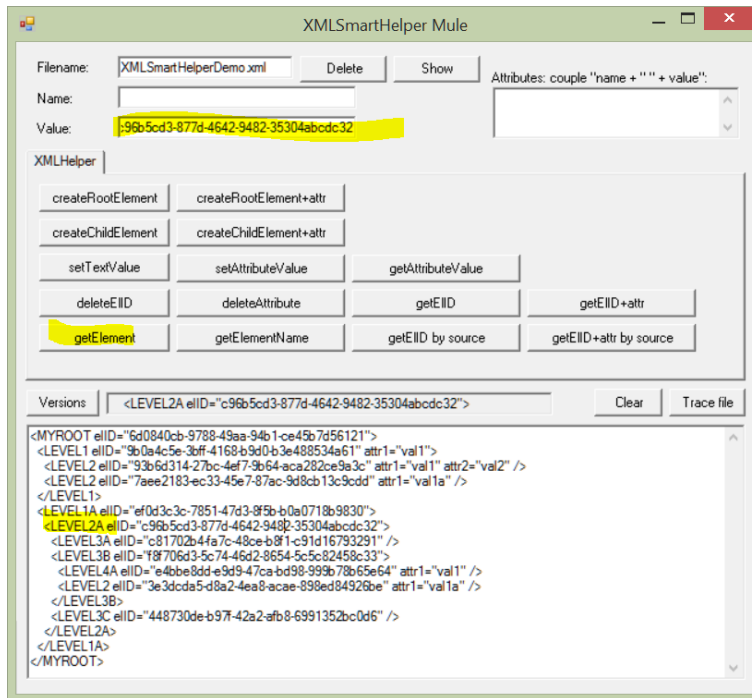 XMLSmartHelper Mule
Filename: XMLSmartHelperDemo.xml Delete Show
Attributes: couple "name + " " + value":
Name:
Value: :96b5cd3-877d-4642-9482-35304abcdc32
XMLHelper
createRootElement createRootElement+attr
createChildElement createChildElement+attr
setTextValue setAttributeValue getAttributeValue
deleteElID deleteAttribute getElID getElID+attr
getElement getElementName getElID by source getElID+attr by source
Versions <LEVEL2A elID="c96b5cd3-877d-4642-9482-35304abcdc32"> Clear Trace file
<MYROOT elID="6d0840cb-9788-49aa-94b1-ce45b7d56121">
<LEVEL1 elID="9b0a4c5e-3bff-4168-b9d0-b3e488534a61" attr1="val1">
<LEVEL2 elID="93b6d314-27bc-4ef7-9b64-aca282ce9a3c" attr1="val1" attr2="val2" />
<LEVEL2 elID="7aee2183-ec33-45e7-87ac-9d8cb13c9cdd" attr1="val1a" />
</LEVEL1>
<LEVEL1A elID="ef0d3c3c-7851-47d3-8f5b-b0a0718b9830">
<LEVEL2A elID="c96b5cd3-877d-4642-9482-35304abcdc32">
<LEVEL3A elID="c81702b4-fa7c-48ce-b8f1-c91d16793291" />
<LEVEL3B elID="f8f706d3-5c74-46d2-8654-5c5c82458c33">
<LEVEL4A elID="e4bbe8dd-e9d9-47ca-bd98-999b78b65e64" attr1="val1" />
<LEVEL2 elID="3e3dcda5-d8a2-4ea8-acae-898ed84926be" attr1="val1a" />
</LEVEL3B>
<LEVEL3C elID="448730de-b97f-42a2-afb8-6991352bc0d6" />
</LEVEL2A>
</LEVEL1A>
</MYROOT>